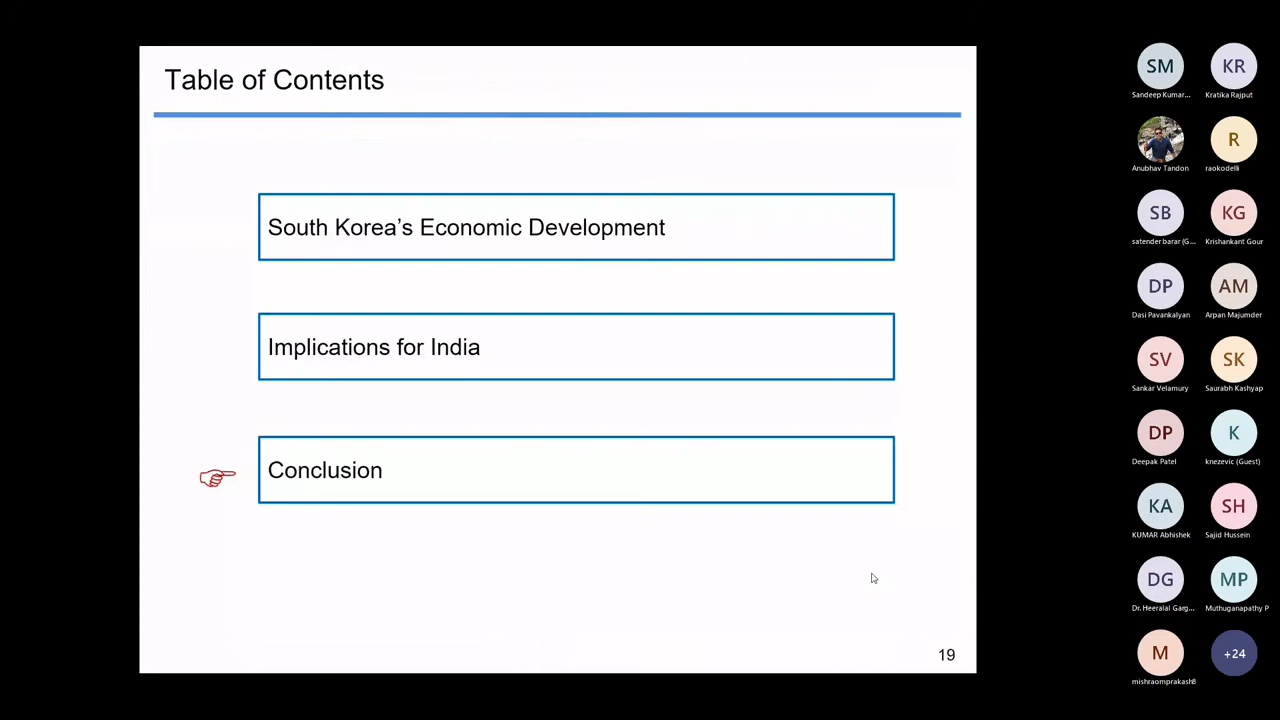 Table of Contents
South Korea's Economic Development
Implications for India
Conclusion
19
SM
Sandeep Kumar...
KR
Kratika Rajput
Anubhav Tandon
R
raokodelli
SB
satender barar (G...
KG
Krishankant Gour
DP
Dasi Pavankalyan
AM
Arpan Majumder
SV
Sankar Velamury
SK
Saurabh Kashyap
DP
Deepak Patel
K
knezevic (Guest)
KA
KUMAR Abhishek
SH
Sajid Hussein
DG
Dr. Heeralal Garg...
MP
Muthuganapathy P
M
mishraomprakash8
+24